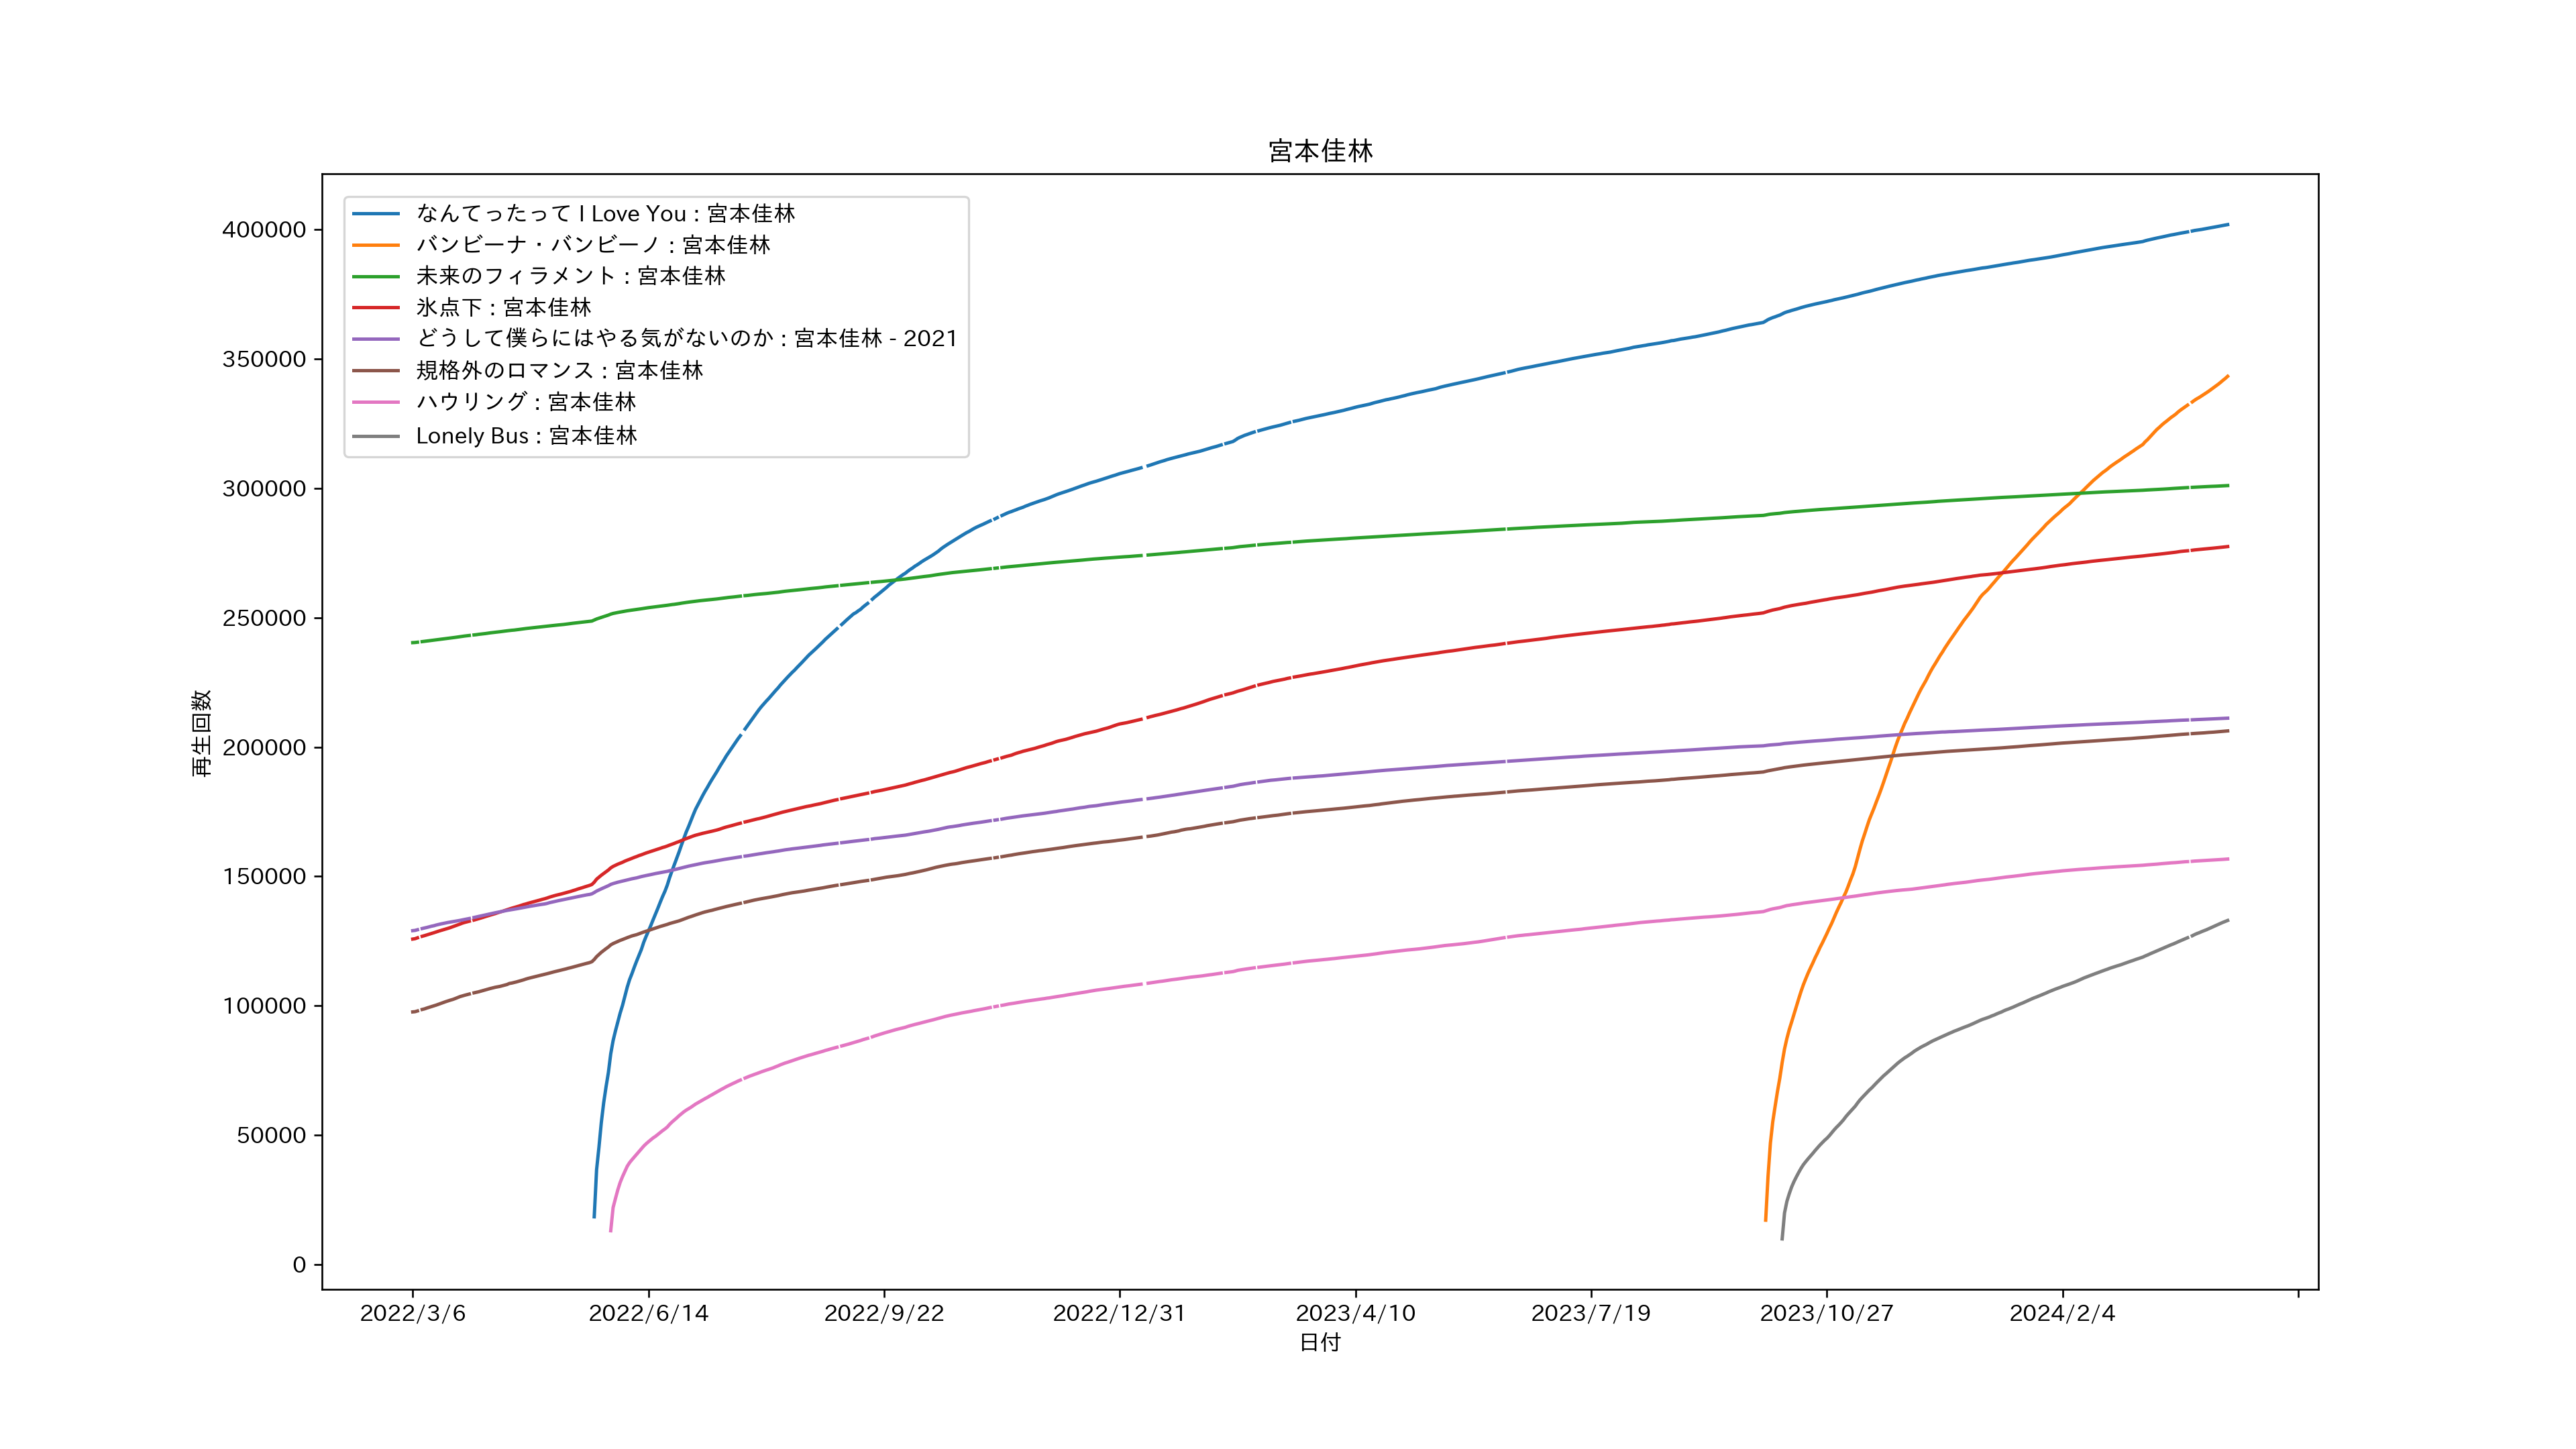 宮本佳林
なんてったって I Love You : 宮本佳林
バンビーナ・バンビーノ : 宮本佳林
未来のフィラメント : 宮本佳林
氷点下 : 宮本佳林
どうして僕らにはやる気がないのか : 宮本佳林 - 2021
規格外のロマンス : 宮本佳林
ハウリング : 宮本佳林
Lonely Bus : 宮本佳林
再生回数
400000
350000
300000
250000
200000
150000
100000
50000
0
2022/3/6 2022/6/14 2022/9/22 2022/12/31 2023/4/10 2023/7/19 2023/10/27 2024/2/4
日付